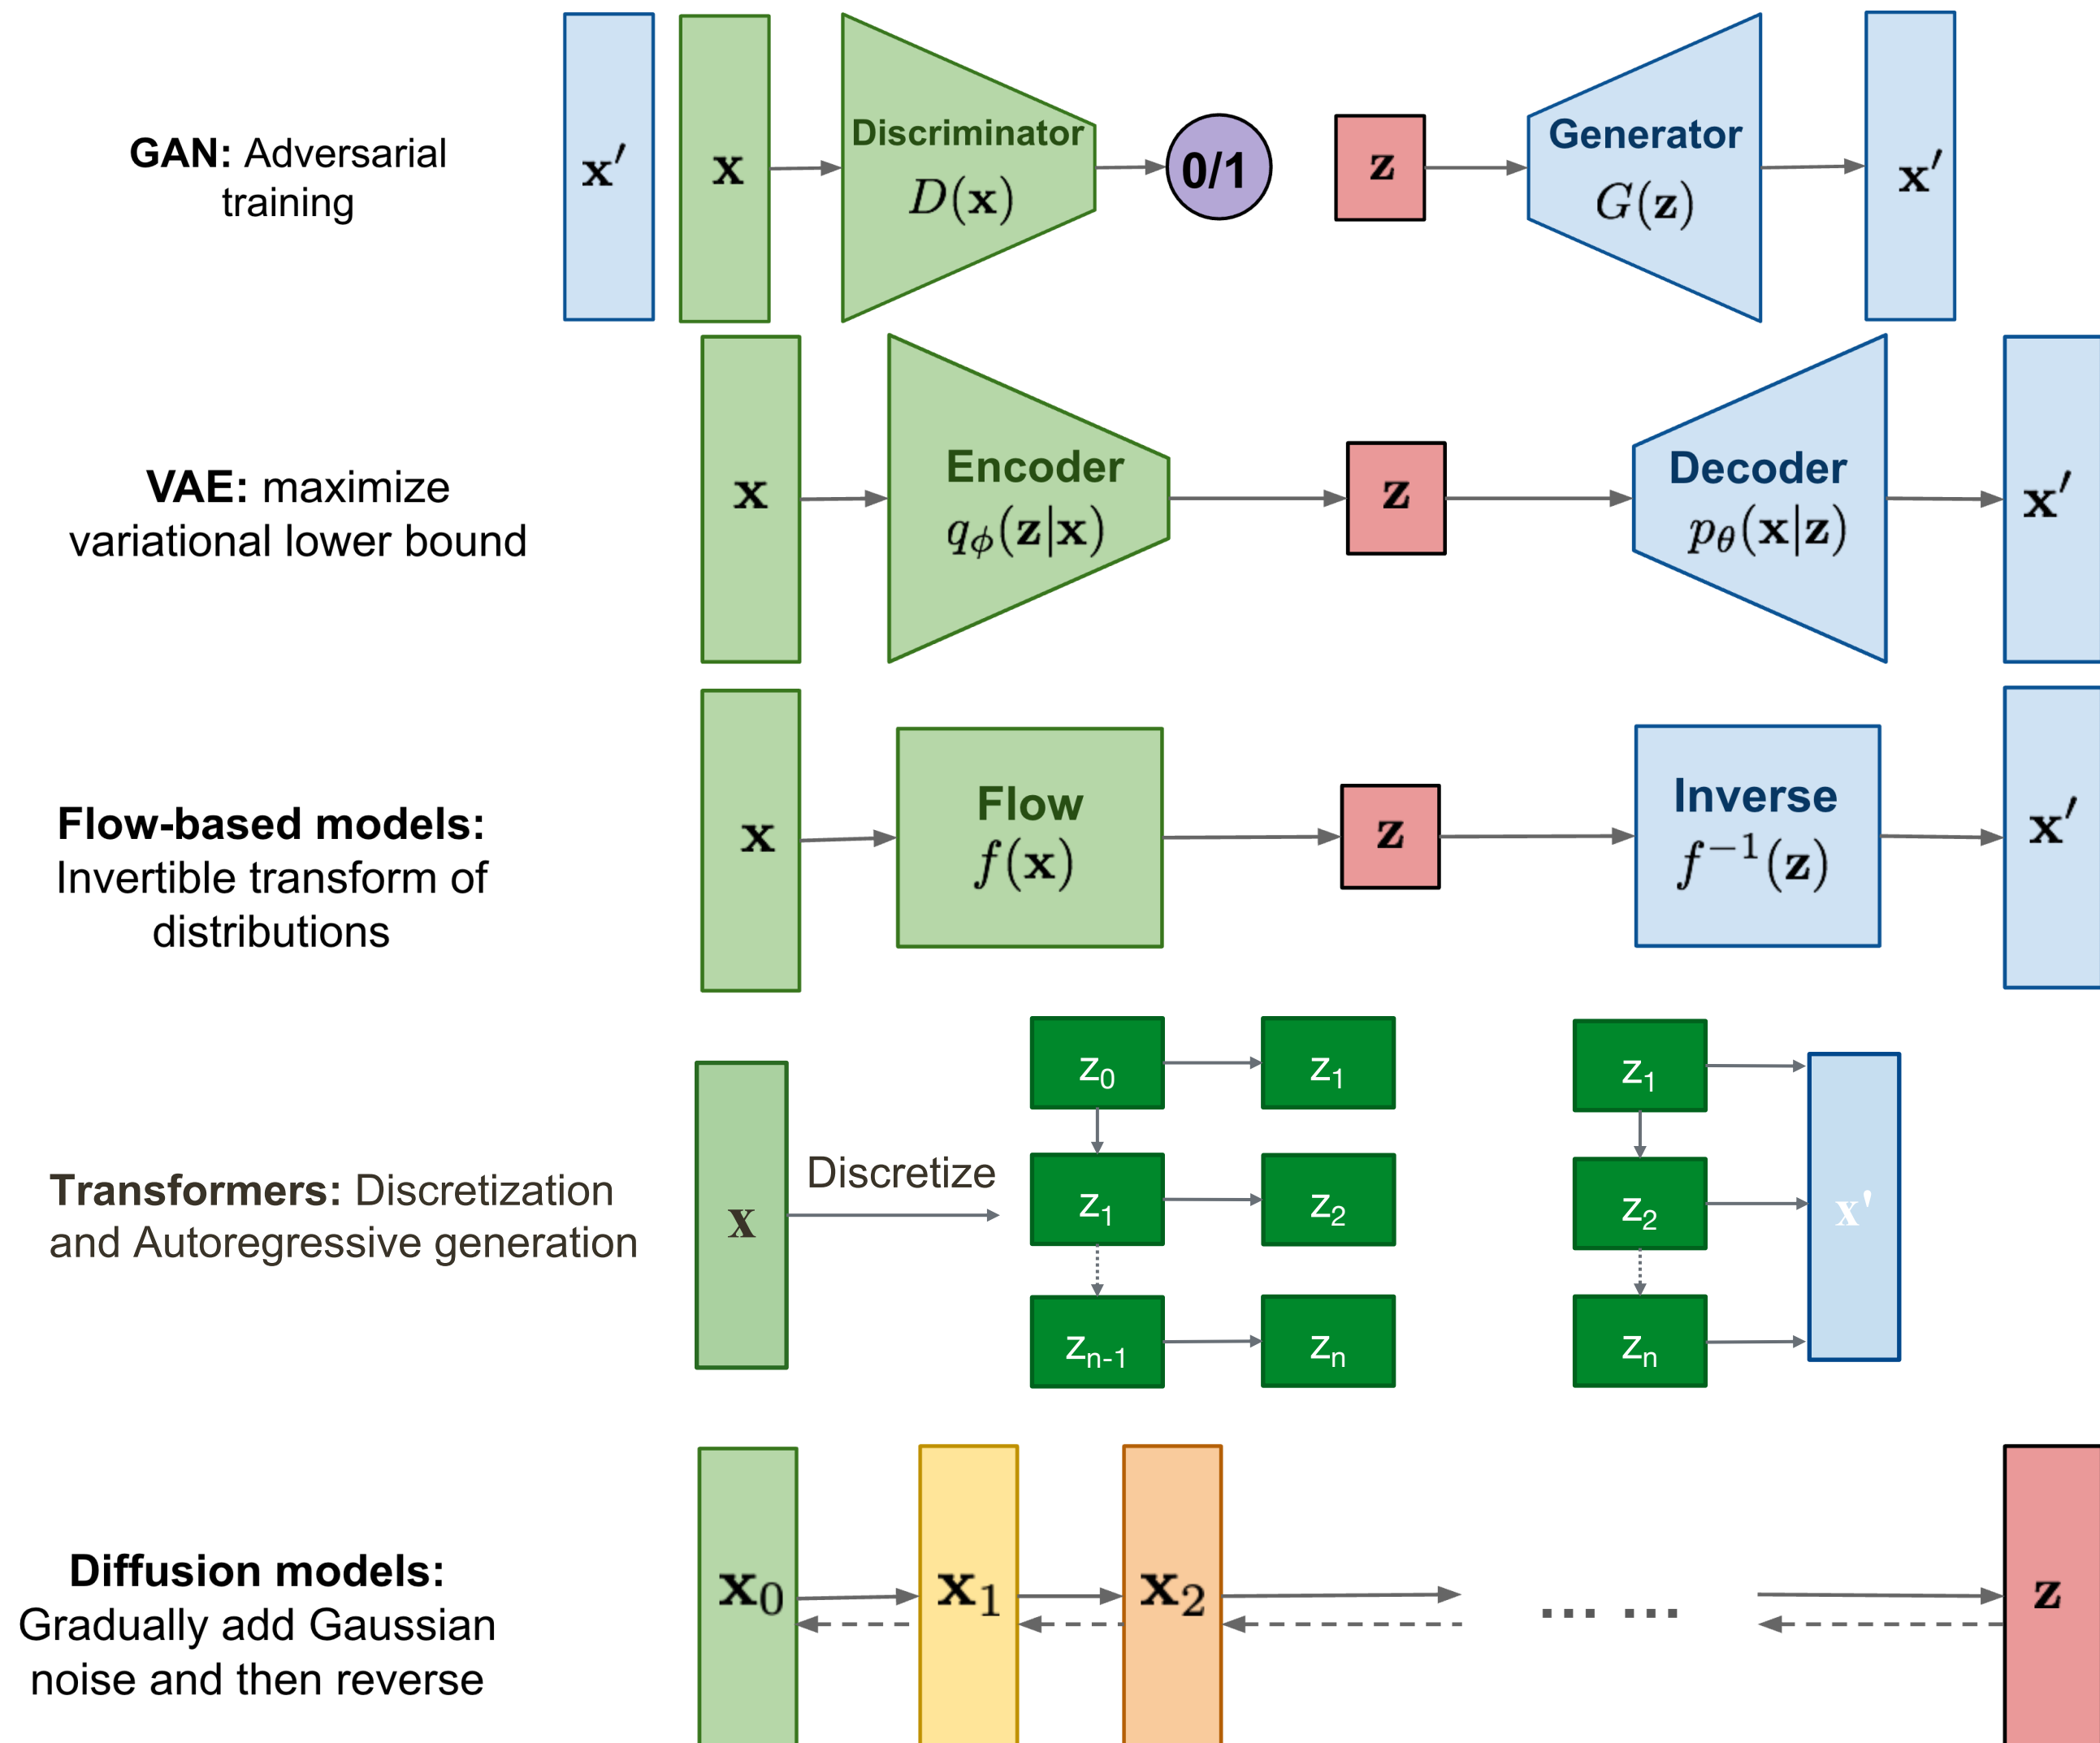 GAN: Adversarial
training
x′
x
Discriminator
D(x)
0/1
z
Generator
G(z)
x′
VAE: maximize
variational lower bound
x
Encoder
qϕ(z|x)
z
Decoder
pθ(x|z)
x′
Flow-based models:
Invertible transform of
distributions
x
Flow
f(x)
z
Inverse
f⁻¹(z)
x′
Transformers: Discretization
and Autoregressive generation
x
Discretize
z₀
z₁
z₁
z₂
zₙ₋₁
zₙ
z₁
z₂
zₙ
x'
Diffusion models:
Gradually add Gaussian
noise and then reverse
x₀
x₁
x₂
... ...
z